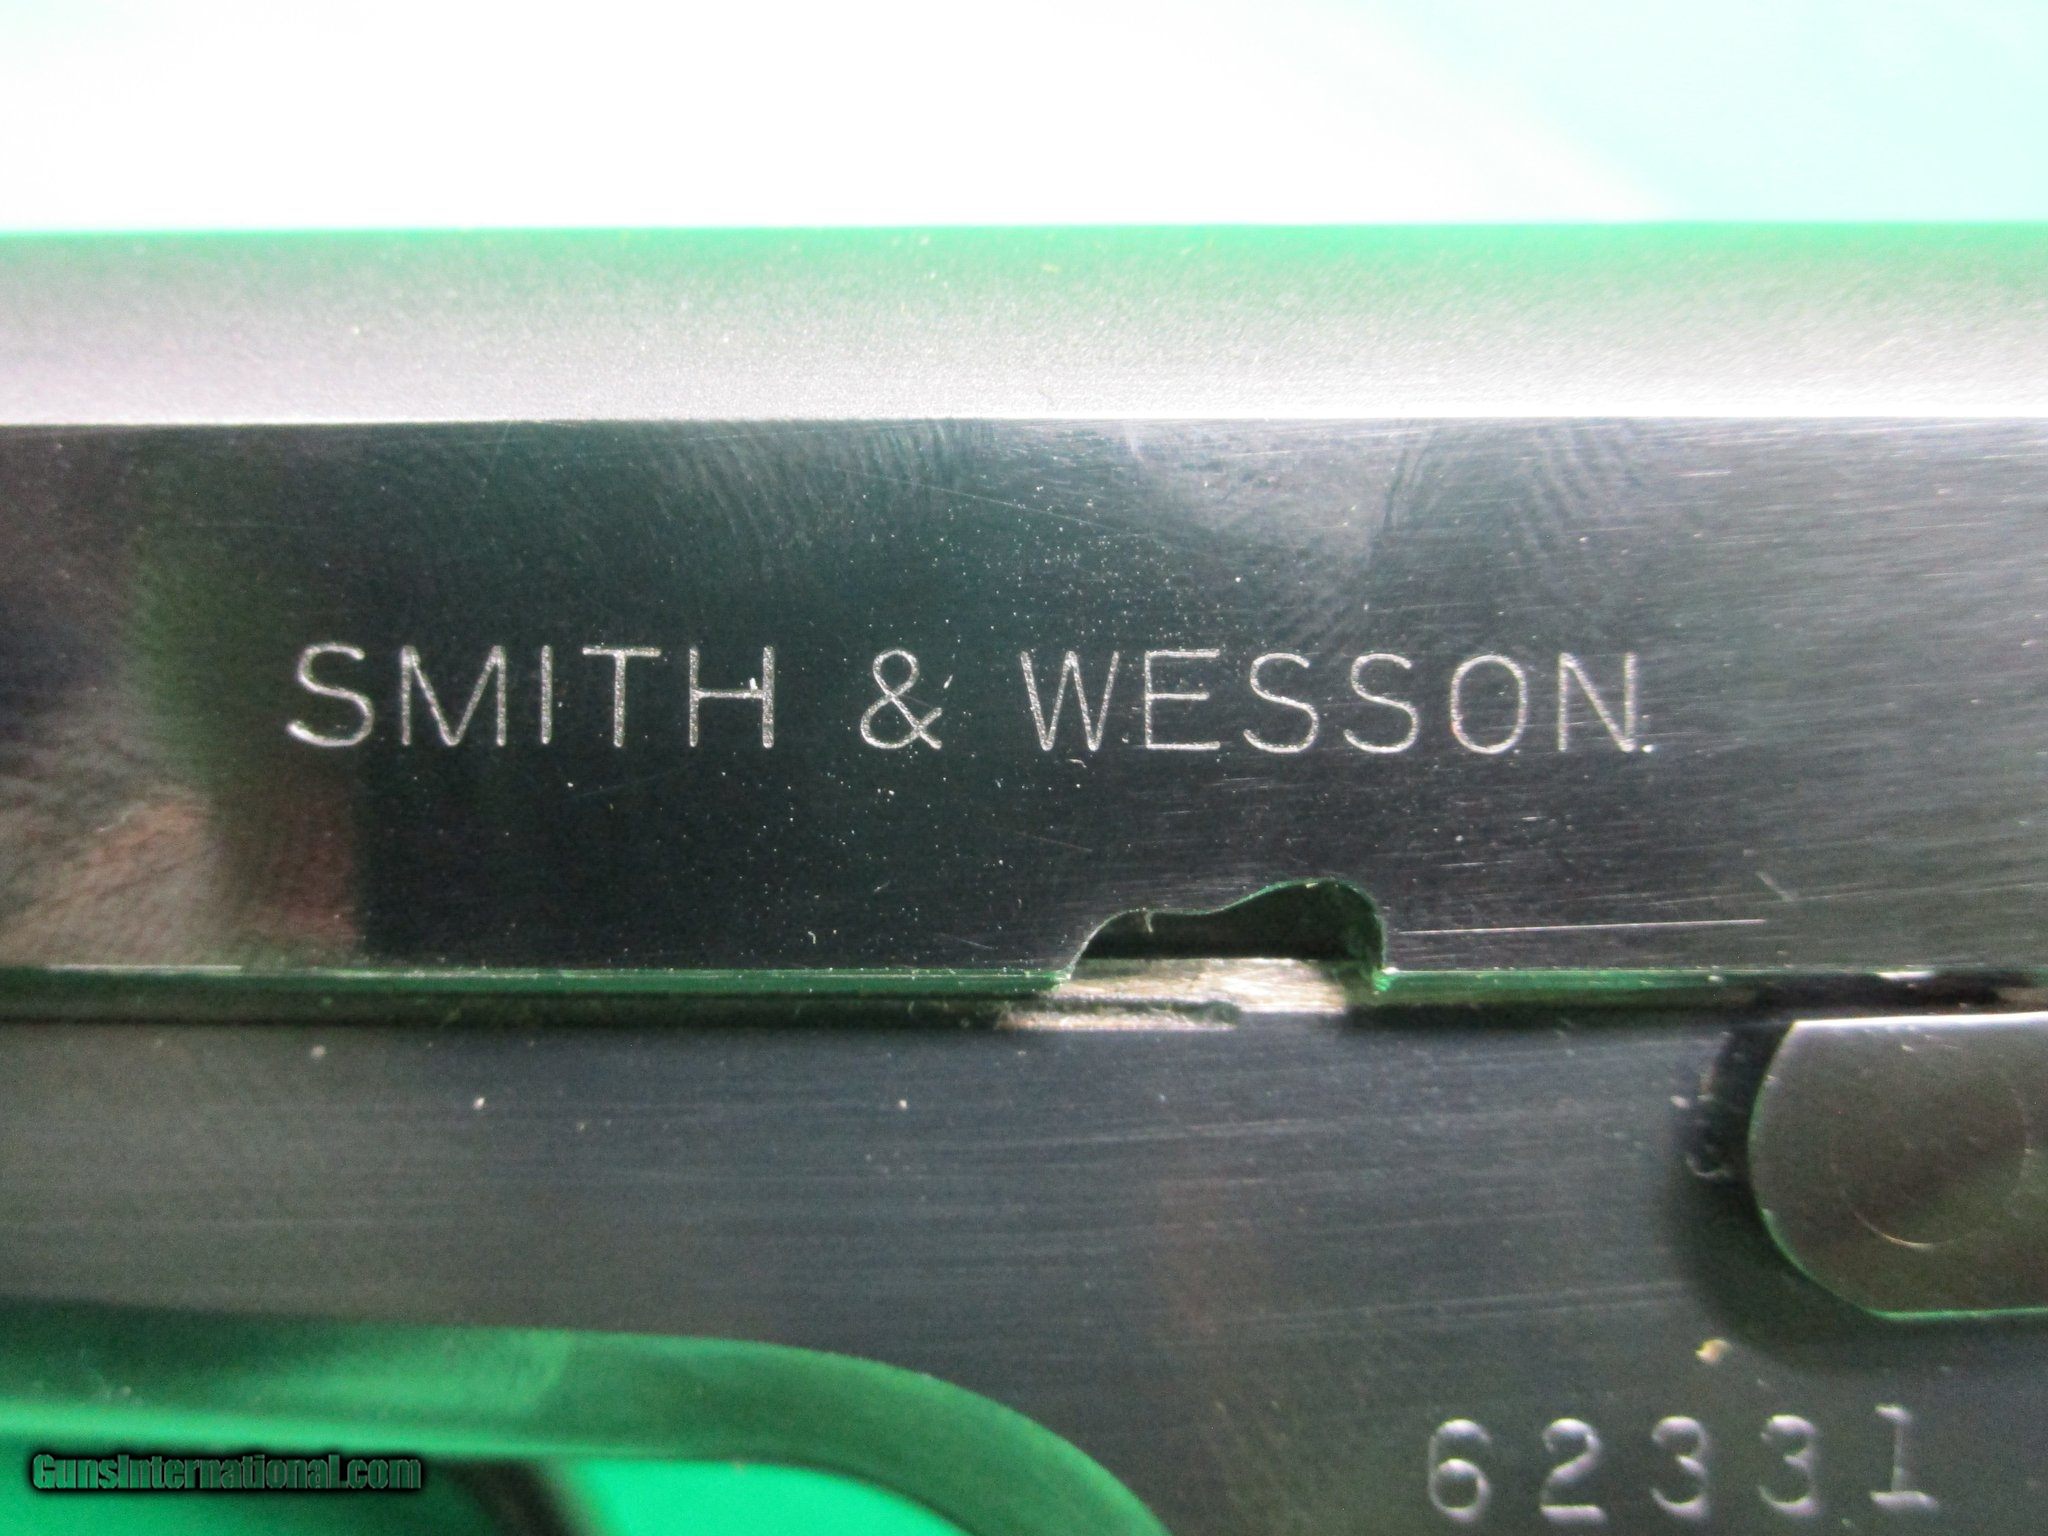 SMITH & WESSON
62331
GunsInternational.com